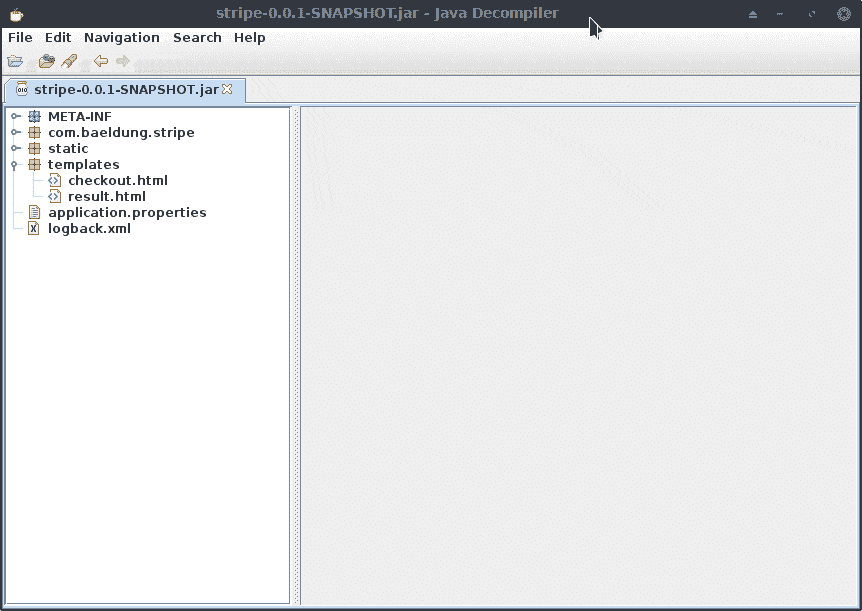 stripe-0.0.1-SNAPSHOT.jar - Java Decompiler
File Edit Navigation Search Help
stripe-0.0.1-SNAPSHOT.jar
META-INF
com.baeldung.stripe
static
templates
checkout.html
result.html
application.properties
logback.xml